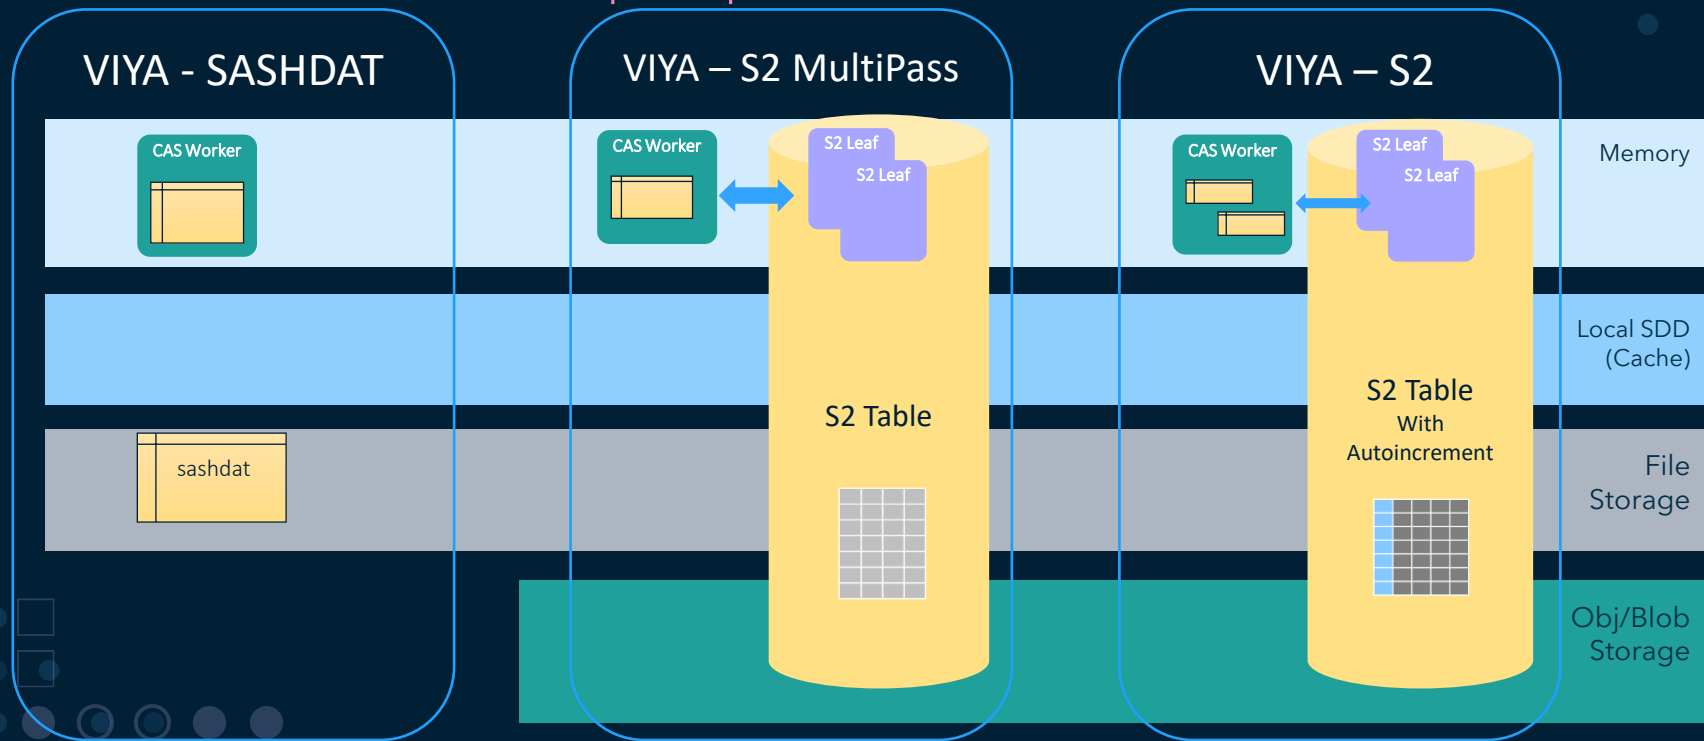 VIYA - SASHDAT
VIYA – S2 MultiPass
VIYA – S2
CAS Worker
CAS Worker
S2 Leaf
S2 Leaf
CAS Worker
S2 Leaf
S2 Leaf
Memory
Local SDD
(Cache)
S2 Table
S2 Table
With
Autoincrement
sashdat
File
Storage
Obj/Blob
Storage